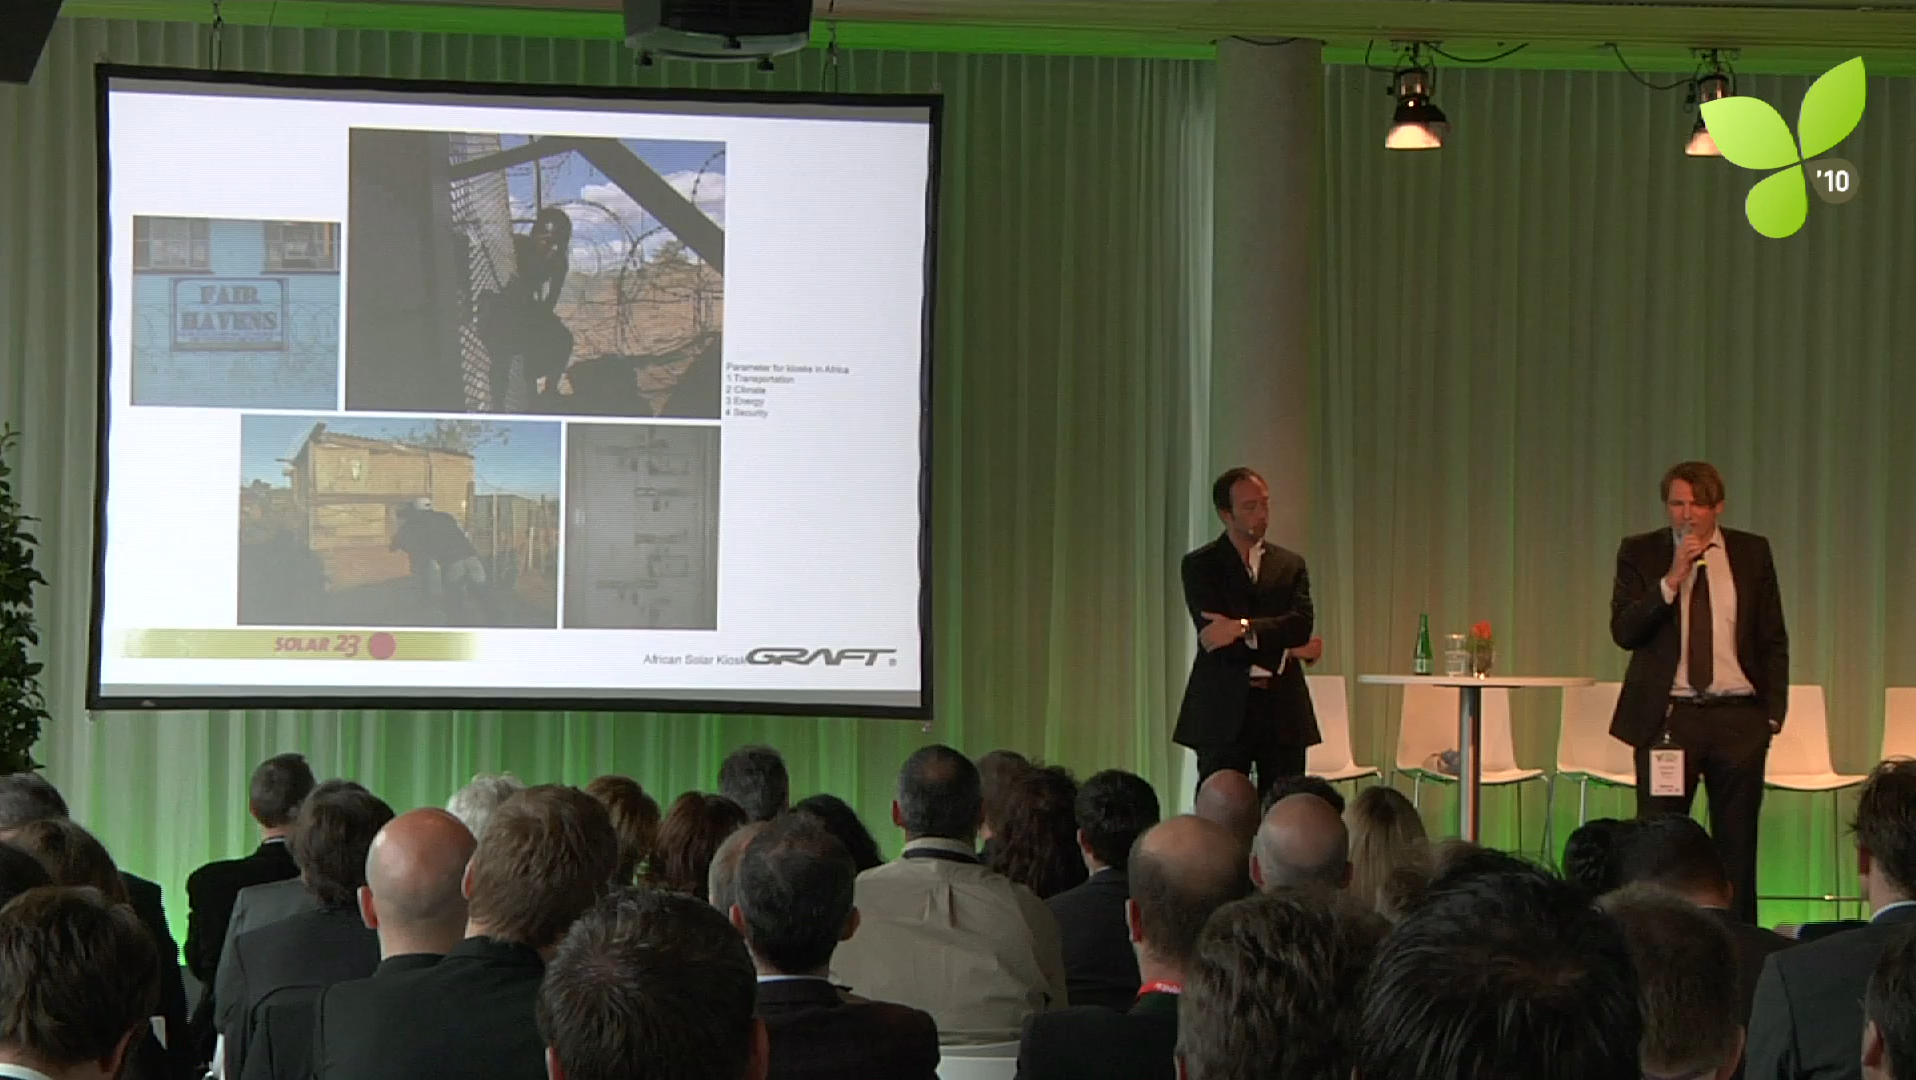 FAIR
HAVENS
Parameter for kiosks in Africa
1 Transportation
2 Climate
3 Energy
4 Security
SOLAR 23
African Solar Kiosk
GRAFT ®
'10